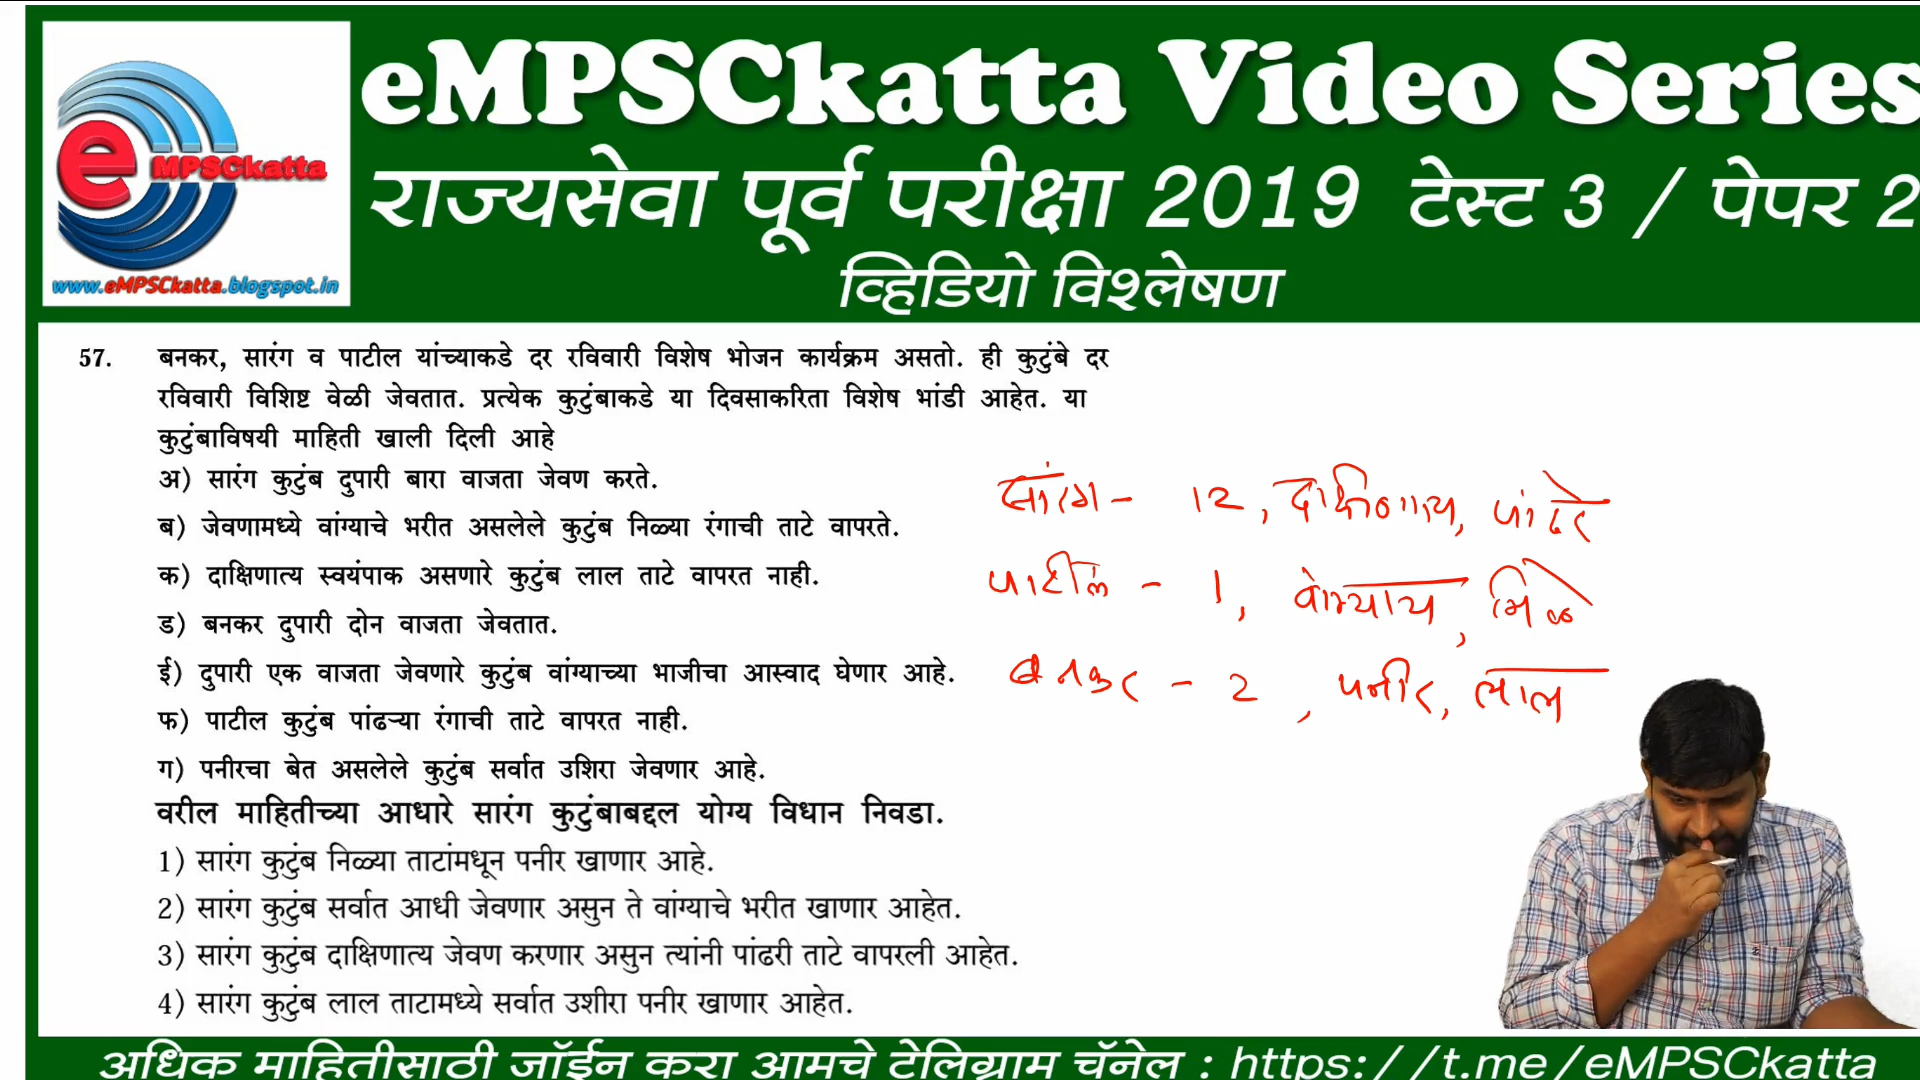 eMPSCkatta Video Series
राज्यसेवा पूर्व परीक्षा 2019 टेस्ट 3 / पेपर 2
व्हिडियो विश्लेषण
e MPSCkatta
www.eMPSCkatta.blogspot.in
57. बनकर, सारंग व पाटील यांच्याकडे दर रविवारी विशेष भोजन कार्यक्रम असतो. ही कुटुंबे दर
रविवारी विशिष्ट वेळी जेवतात. प्रत्येक कुटुंबाकडे या दिवसाकरिता विशेष भांडी आहेत. या
कुटुंबाविषयी माहिती खाली दिली आहे
अ) सारंग कुटुंब दुपारी बारा वाजता जेवण करते.
ब) जेवणामध्ये वांग्याचे भरीत असलेले कुटुंब निळ्या रंगाची ताटे वापरते.
क) दाक्षिणात्य स्वयंपाक असणारे कुटुंब लाल ताटे वापरत नाही.
ड) बनकर दुपारी दोन वाजता जेवतात.
ई) दुपारी एक वाजता जेवणारे कुटुंब वांग्याच्या भाजीचा आस्वाद घेणार आहे.
फ) पाटील कुटुंब पांढऱ्या रंगाची ताटे वापरत नाही.
ग) पनीरचा बेत असलेले कुटुंब सर्वात उशिरा जेवणार आहे.
वरील माहितीच्या आधारे सारंग कुटुंबाबद्दल योग्य विधान निवडा.
1) सारंग कुटुंब निळ्या ताटांमधून पनीर खाणार आहे.
2) सारंग कुटुंब सर्वात आधी जेवणार असुन ते वांग्याचे भरीत खाणार आहेत.
3) सारंग कुटुंब दाक्षिणात्य जेवण करणार असुन त्यांनी पांढरी ताटे वापरली आहेत.
4) सारंग कुटुंब लाल ताटामध्ये सर्वात उशीरा पनीर खाणार आहेत.
सारंग - 12,
पाटील - 1,
बनकर - 2 , पनीर, लाल
अधिक माहितीसाठी जॉईन करा आमचे टेलिग्राम चॅनेल : https://t.me/eMPSCkatta